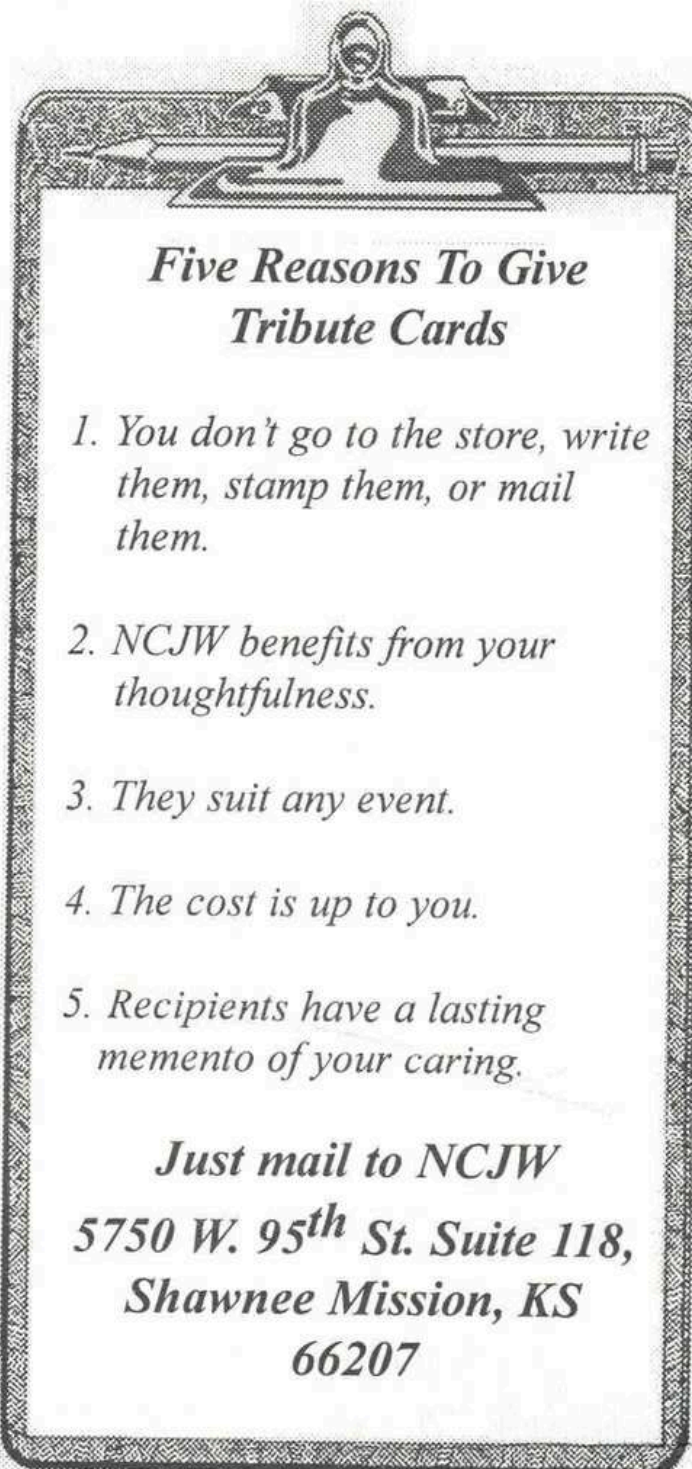 Five Reasons To Give
Tribute Cards
1. You don't go to the store, write
them, stamp them, or mail
them.
2. NCJW benefits from your
thoughtfulness.
3. They suit any event.
4. The cost is up to you.
5. Recipients have a lasting
memento of your caring.
Just mail to NCJW
5750 W. 95th St. Suite 118,
Shawnee Mission, KS
66207